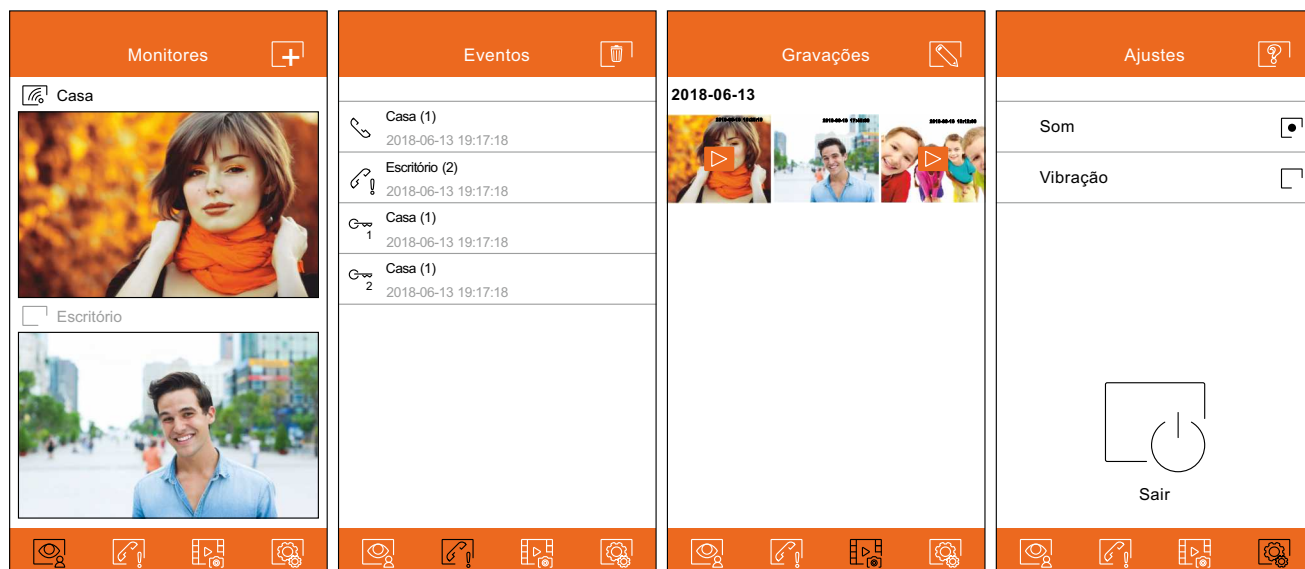 Monitores
Casa
Escritório
Eventos
Casa (1)
2018-06-13 19:17:18
Escritório (2)
2018-06-13 19:17:18
1
Casa (1)
2018-06-13 19:17:18
2
Casa (1)
2018-06-13 19:17:18
Gravações
2018-06-13
Ajustes
Som
Vibração
Sair